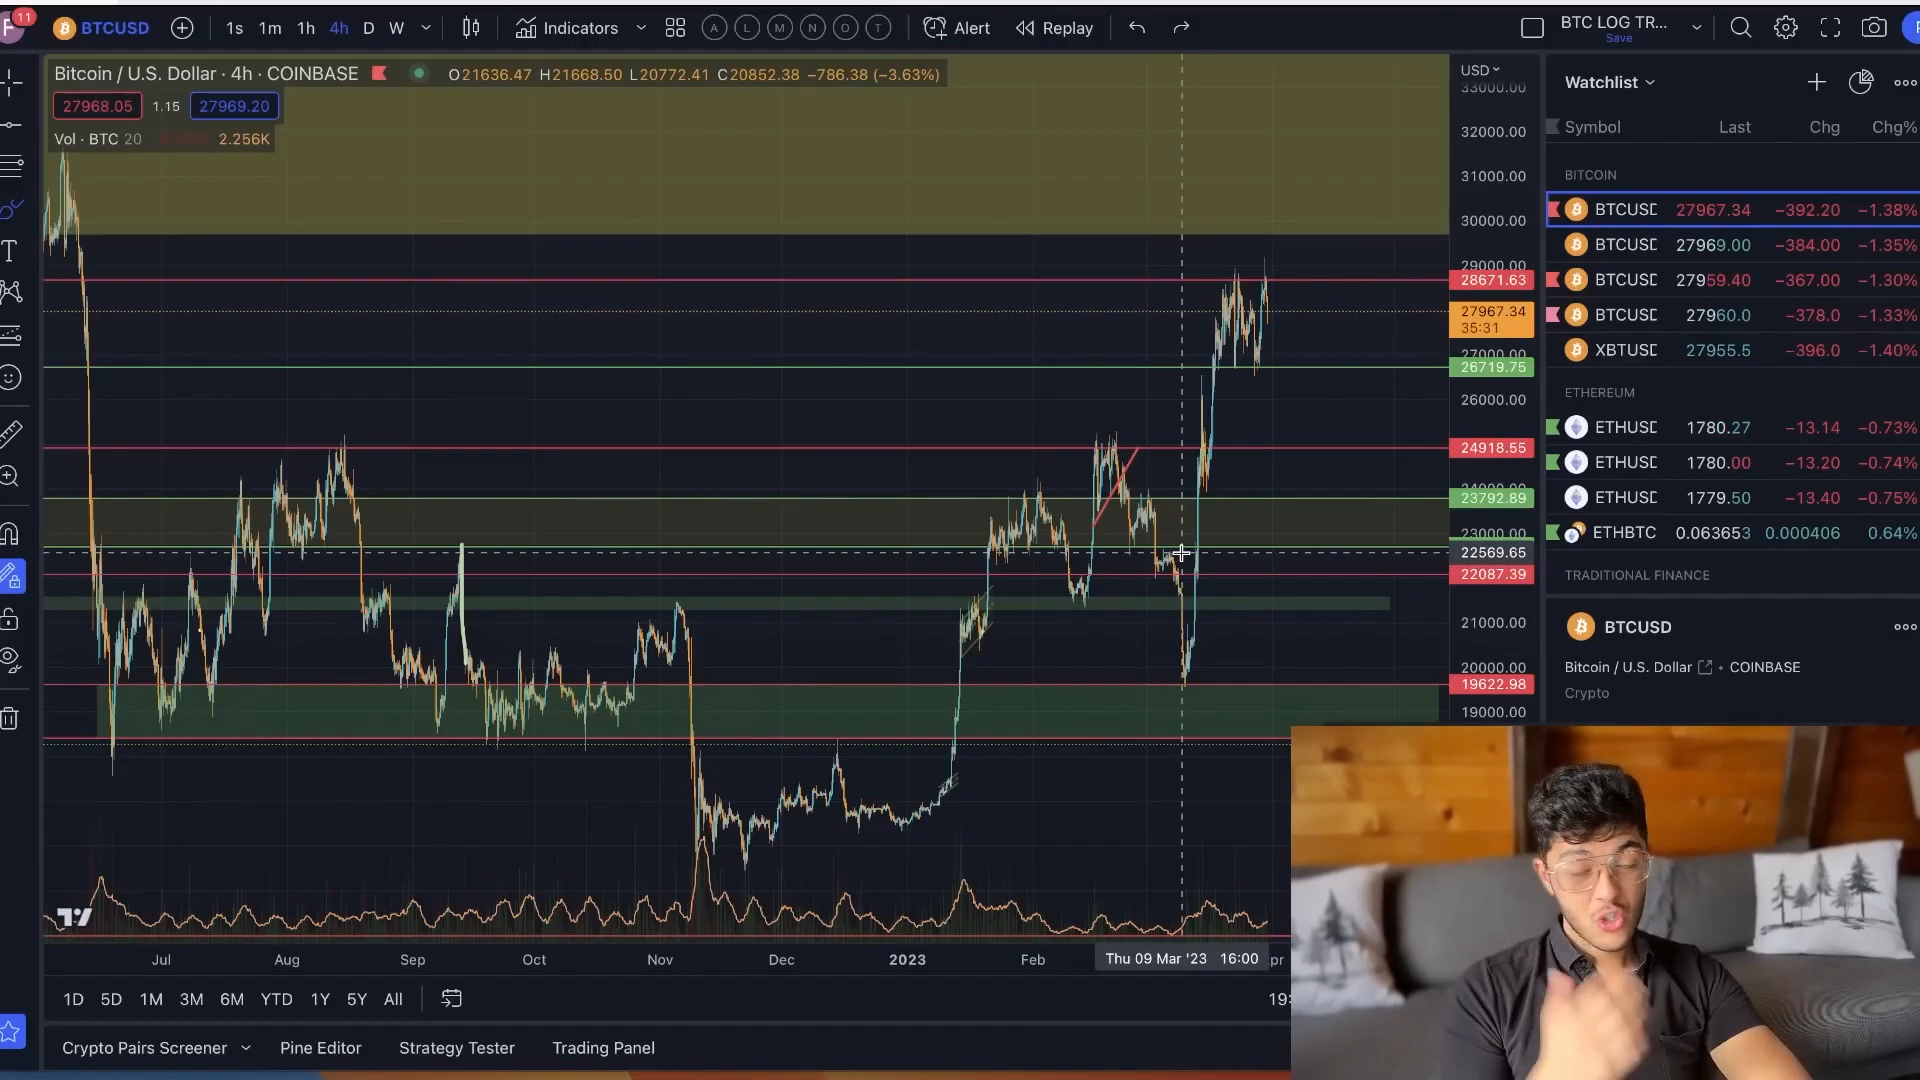 11
BTCUSD 1s 1m 1h 4h D W Indicators A L M N O T Alert Replay BTC LOG TR...
Save
Bitcoin / U.S. Dollar · 4h · COINBASE O21636.47 H21668.50 L20772.41 C20852.38 −786.38 (−3.63%)
27968.05 1.15 27969.20
Vol · BTC 20 2.256K
USD
33000.00
32000.00
31000.00
30000.00
29000.00
28671.63
27967.34
35:31
27000.00
26719.75
26000.00
24918.55
24000.00
23792.89
23000.00
22569.65
22087.39
21000.00
20000.00
19622.98
19000.00
Jul Aug Sep Oct Nov Dec 2023 Feb Thu 09 Mar '23 16:00 pr
1D 5D 1M 3M 6M YTD 1Y 5Y All 19:
Crypto Pairs Screener Pine Editor Strategy Tester Trading Panel
Watchlist
Symbol Last Chg Chg%
BITCOIN
BTCUSD 27967.34 −392.20 −1.38%
BTCUSD 27969.00 −384.00 −1.35%
BTCUSD 27959.40 −367.00 −1.30%
BTCUSD 27960.0 −378.0 −1.33%
XBTUSD 27955.5 −396.0 −1.40%
ETHEREUM
ETHUSD 1780.27 −13.14 −0.73%
ETHUSD 1780.00 −13.20 −0.74%
ETHUSD 1779.50 −13.40 −0.75%
ETHBTC 0.063653 0.000406 0.64%
TRADITIONAL FINANCE
BTCUSD
Bitcoin / U.S. Dollar • COINBASE
Crypto